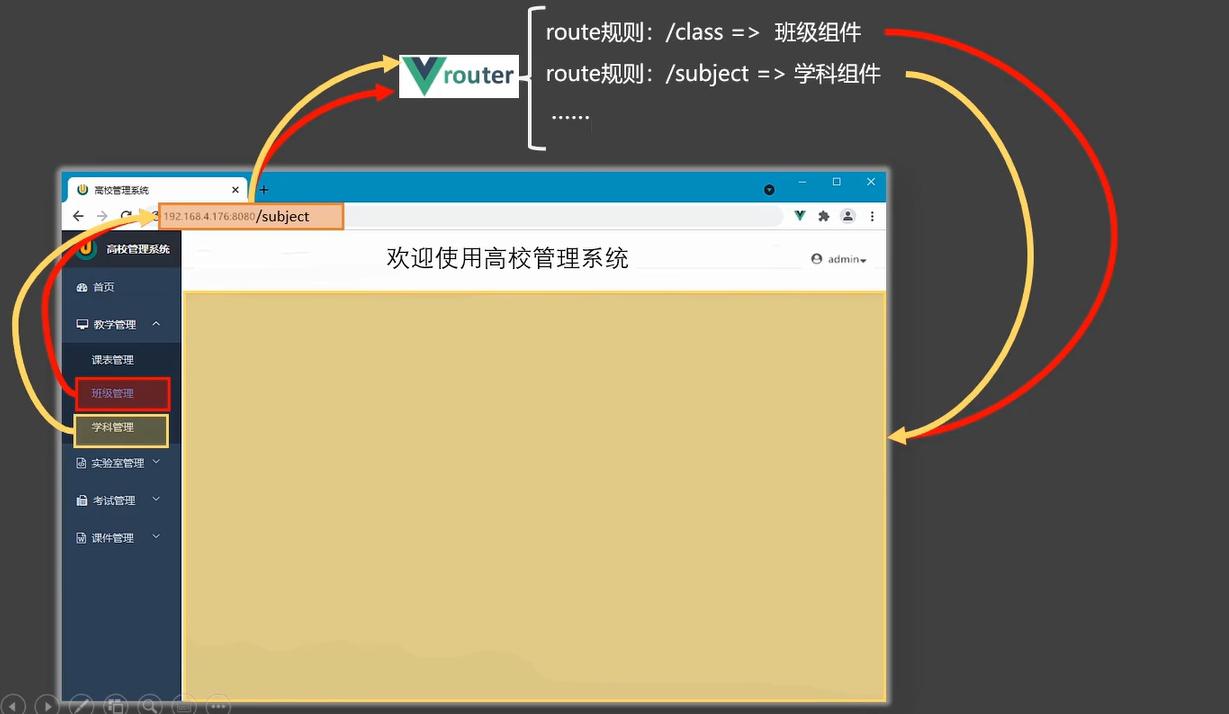 route规则：/class => 班级组件
router
route规则：/subject => 学科组件
······
高校管理系统
192.168.4.176:8080/subject
高校管理系统
欢迎使用高校管理系统
admin
首页
教学管理
课表管理
班级管理
学科管理
实验室管理
考试管理
课件管理